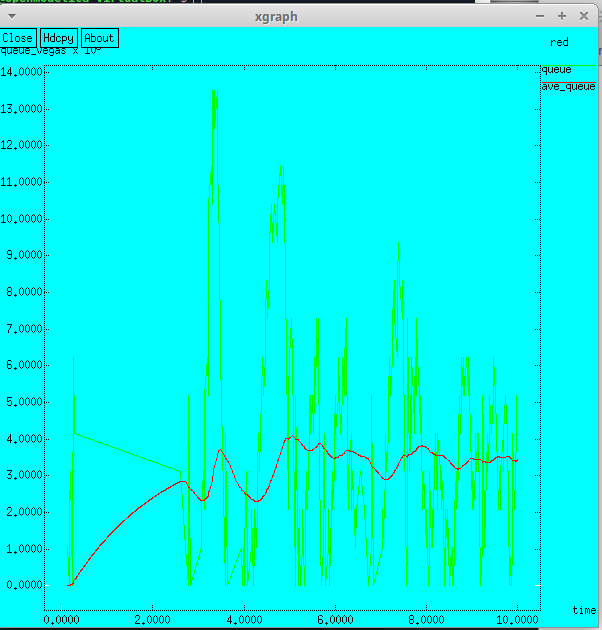 xgraph
Close Hdcpy About
queue_vegas x 10
red
queue
ave_queue
14.0000
13.0000
12.0000
11.0000
10.0000
9.0000
8.0000
7.0000
6.0000
5.0000
4.0000
3.0000
2.0000
1.0000
0.0000
time
0.0000 2.0000 4.0000 6.0000 8.0000 10.0000